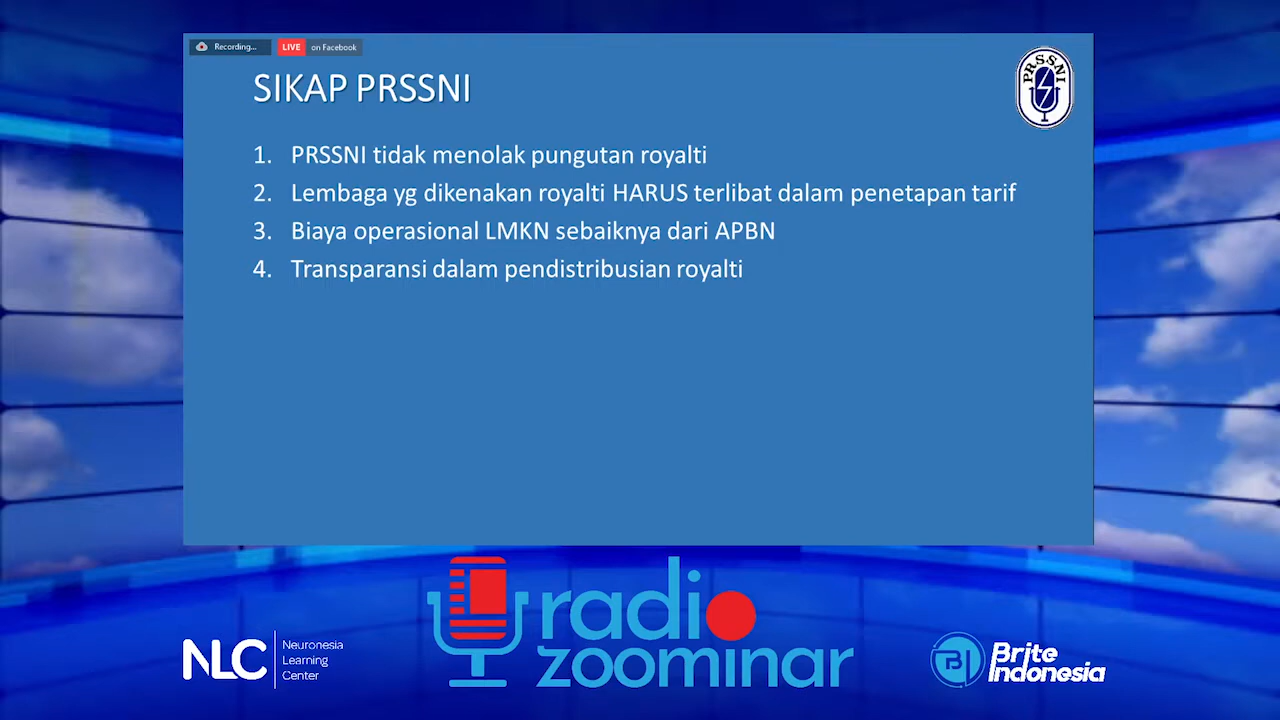 Recording...
LIVE on Facebook
SIKAP PRSSNI
PRSSNI
1. PRSSNI tidak menolak pungutan royalti
2. Lembaga yg dikenakan royalti HARUS terlibat dalam penetapan tarif
3. Biaya operasional LMKN sebaiknya dari APBN
4. Transparansi dalam pendistribusian royalti
NLC
Neuronesia
Learning
Center
radio
zoominar
BI
Brite
Indonesia